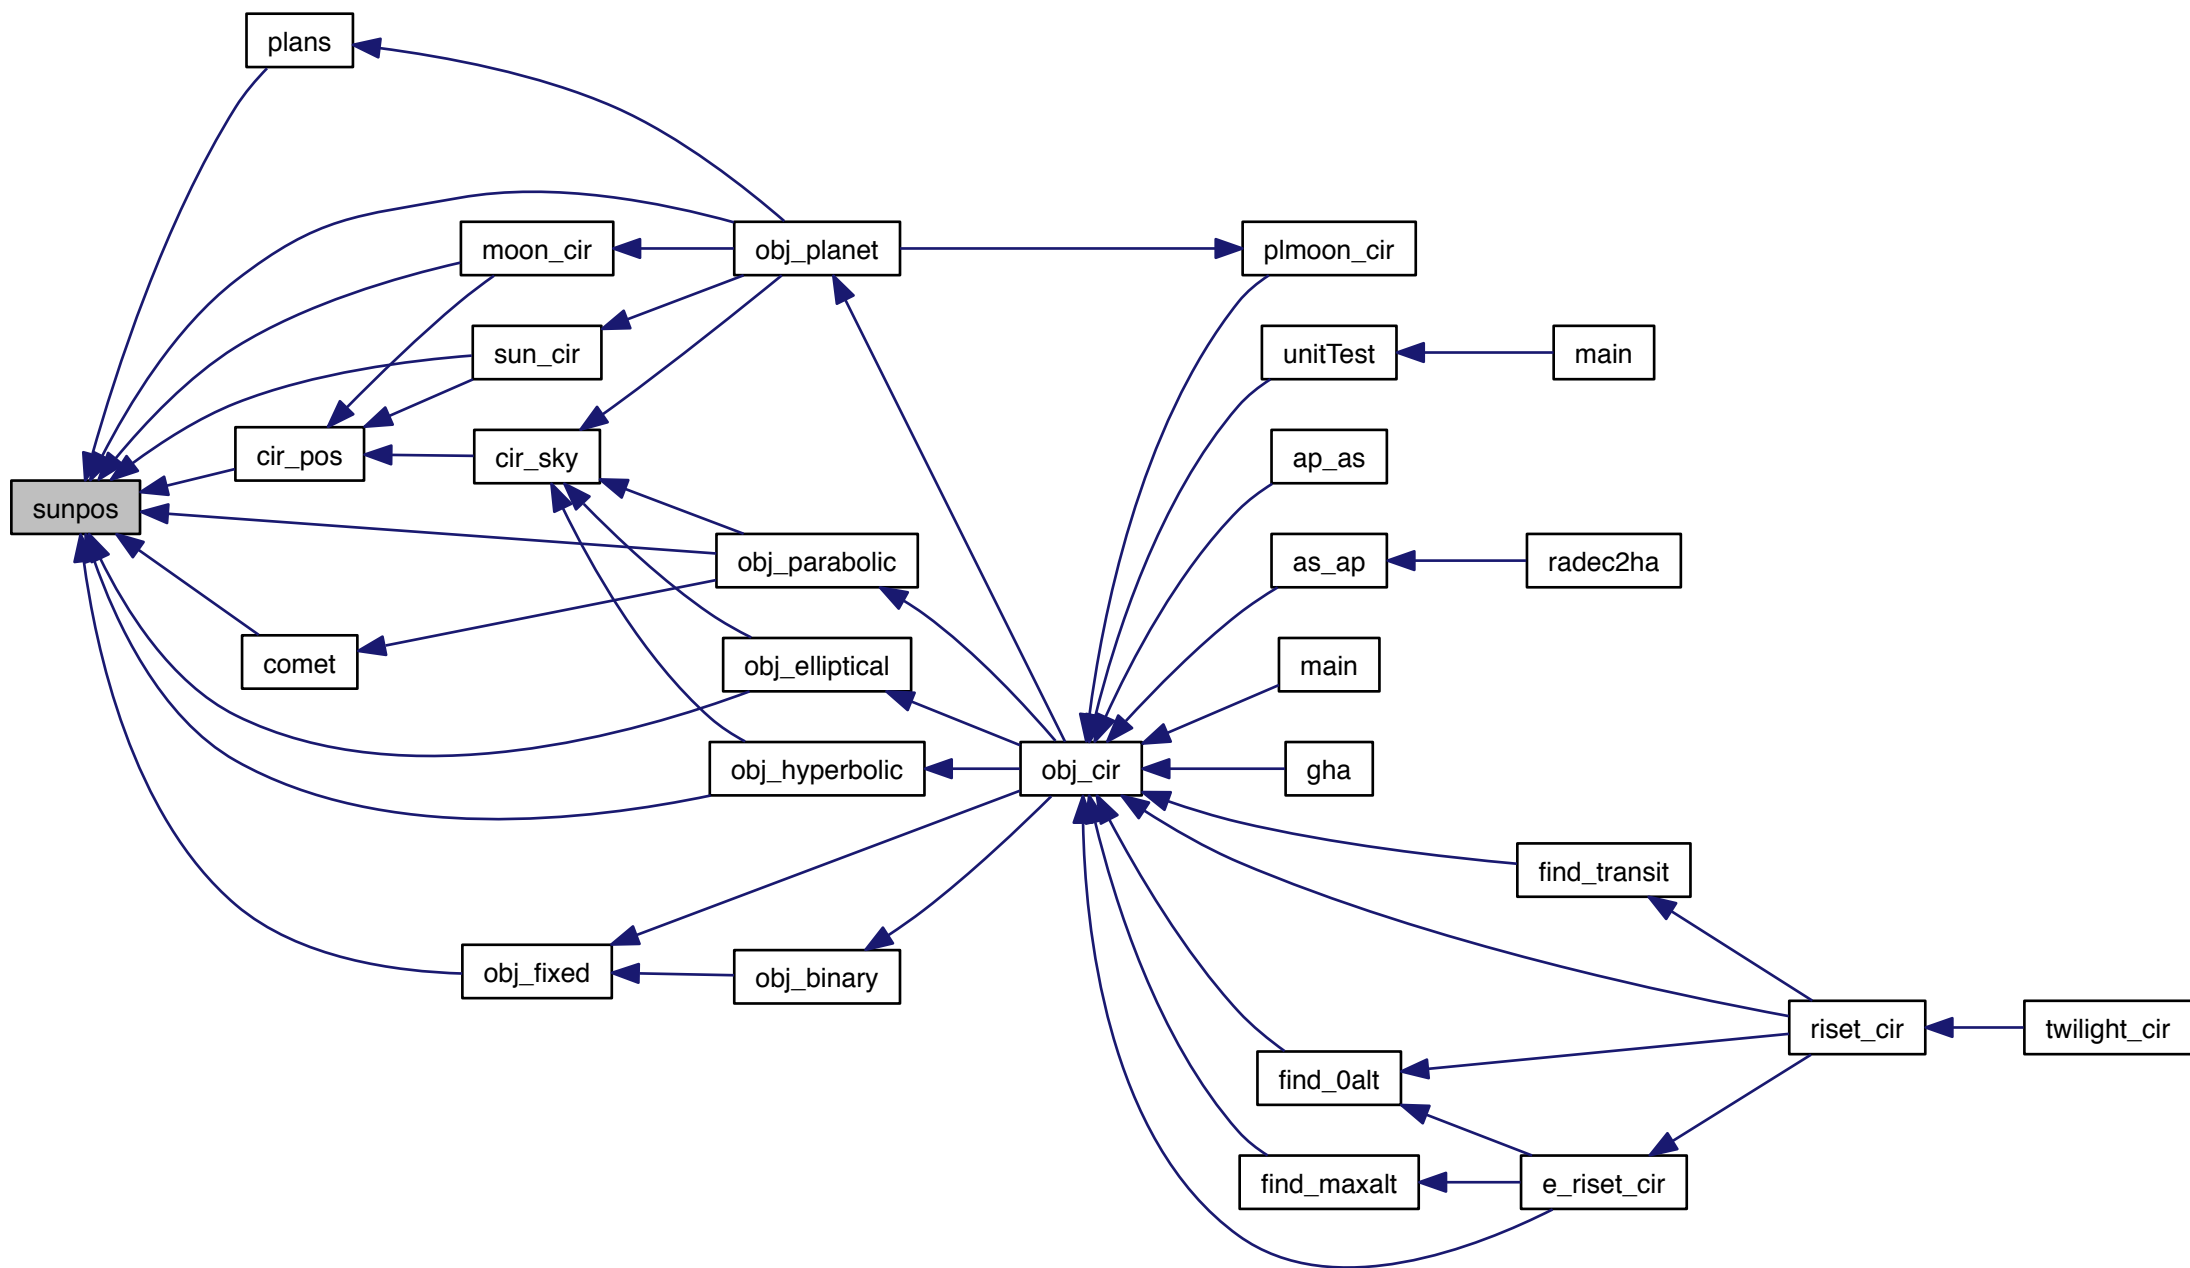 plans
moon_cir
obj_planet
plmoon_cir
sun_cir
unitTest
main
cir_pos
cir_sky
ap_as
sunpos
obj_parabolic
as_ap
radec2ha
comet
obj_elliptical
main
obj_hyperbolic
obj_cir
gha
find_transit
obj_fixed
obj_binary
riset_cir
twilight_cir
find_0alt
find_maxalt
e_riset_cir